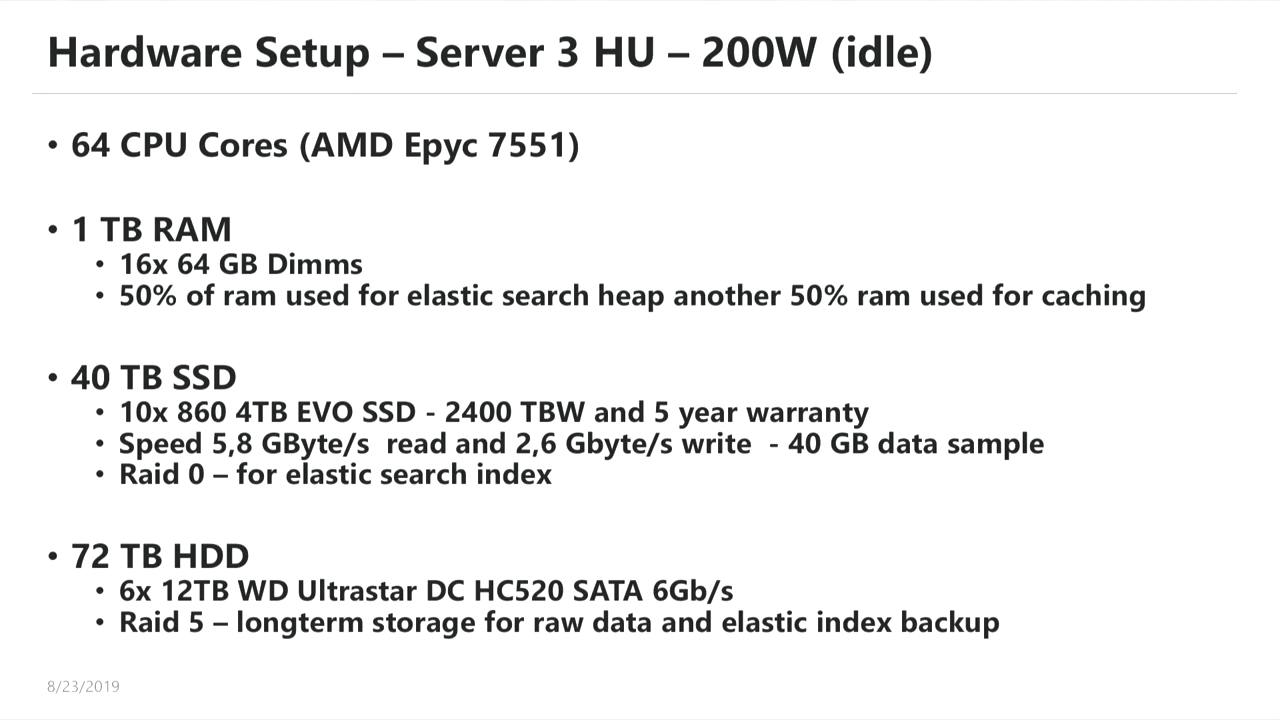 Hardware Setup – Server 3 HU – 200W (idle)
• 64 CPU Cores (AMD Epyc 7551)
• 1 TB RAM
• 16x 64 GB Dimms
• 50% of ram used for elastic search heap another 50% ram used for caching
• 40 TB SSD
• 10x 860 4TB EVO SSD - 2400 TBW and 5 year warranty
• Speed 5,8 GByte/s  read and 2,6 Gbyte/s write  - 40 GB data sample
• Raid 0 – for elastic search index
• 72 TB HDD
• 6x 12TB WD Ultrastar DC HC520 SATA 6Gb/s
• Raid 5 – longterm storage for raw data and elastic index backup
8/23/2019